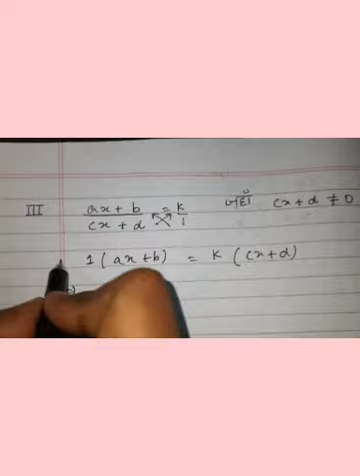 III (ax + b)/(cx + d) = k/1 यहाँ cx + d ≠ 0
1 (ax + b) = k (cx + d)